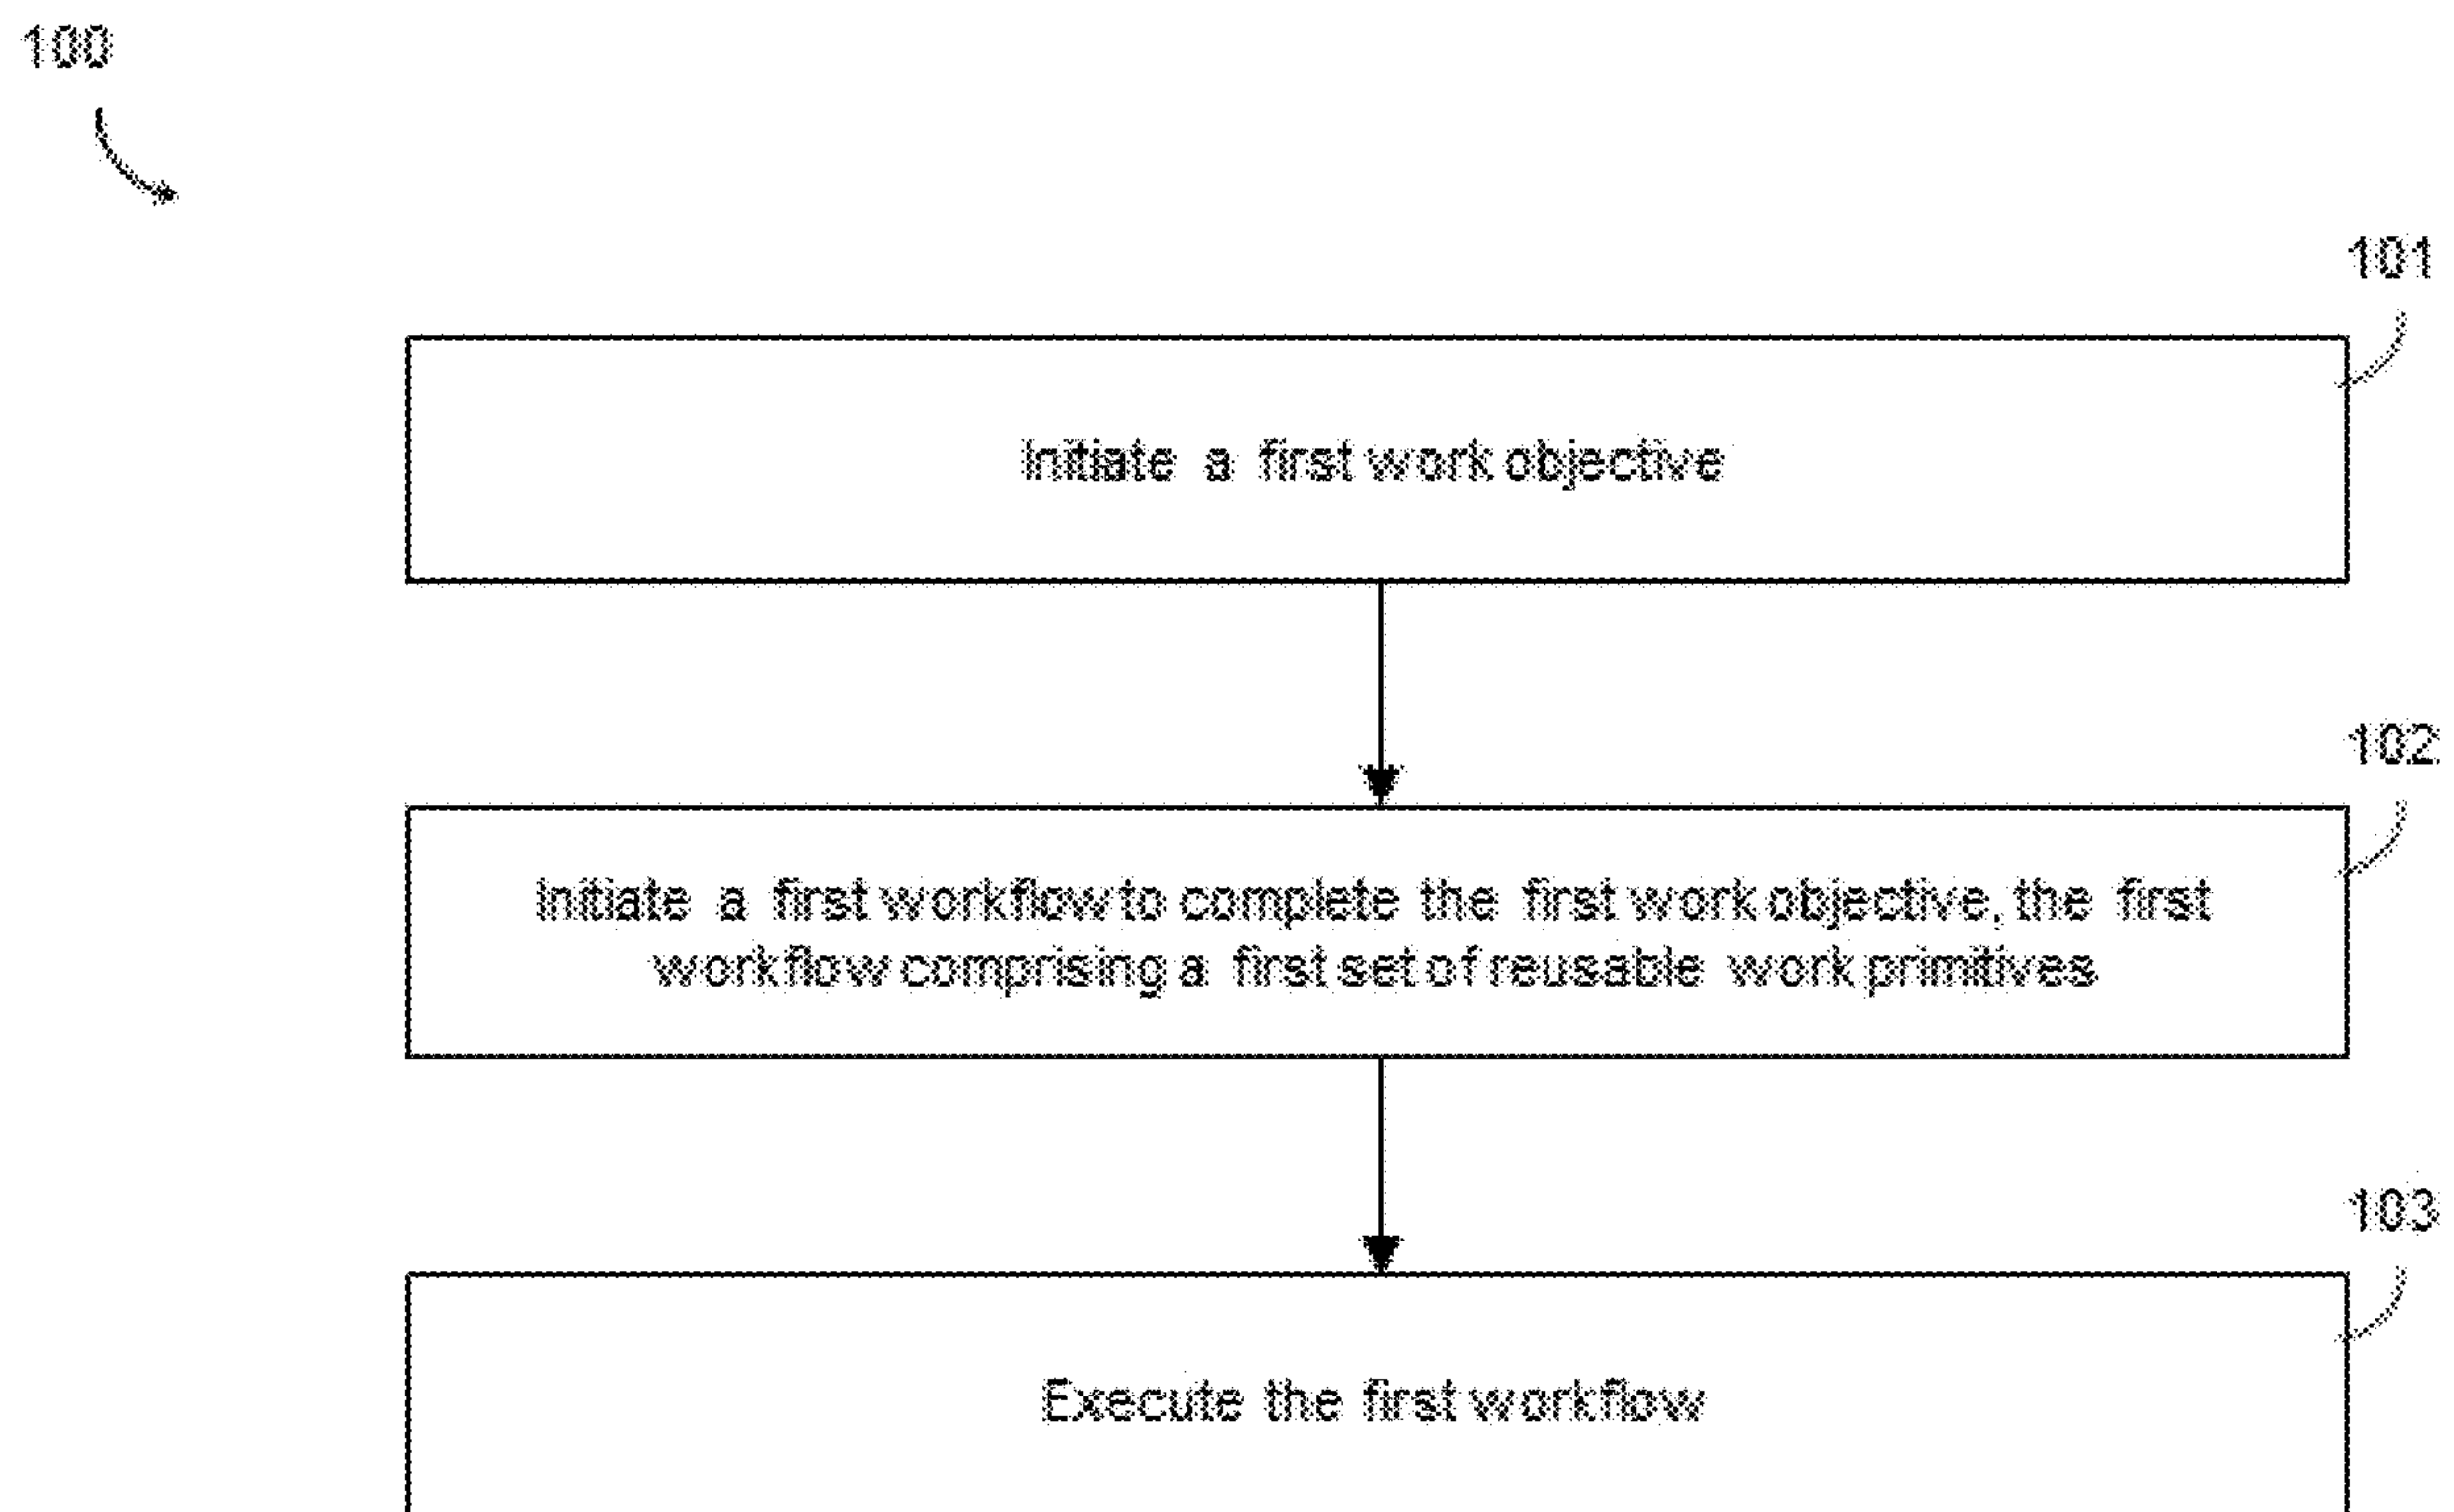 100
101
Initiate a first work objective
102
Initiate a first workflow to complete the first work objective, the first
workflow comprising a first set of reusable work primitives
103
Execute the first workflow